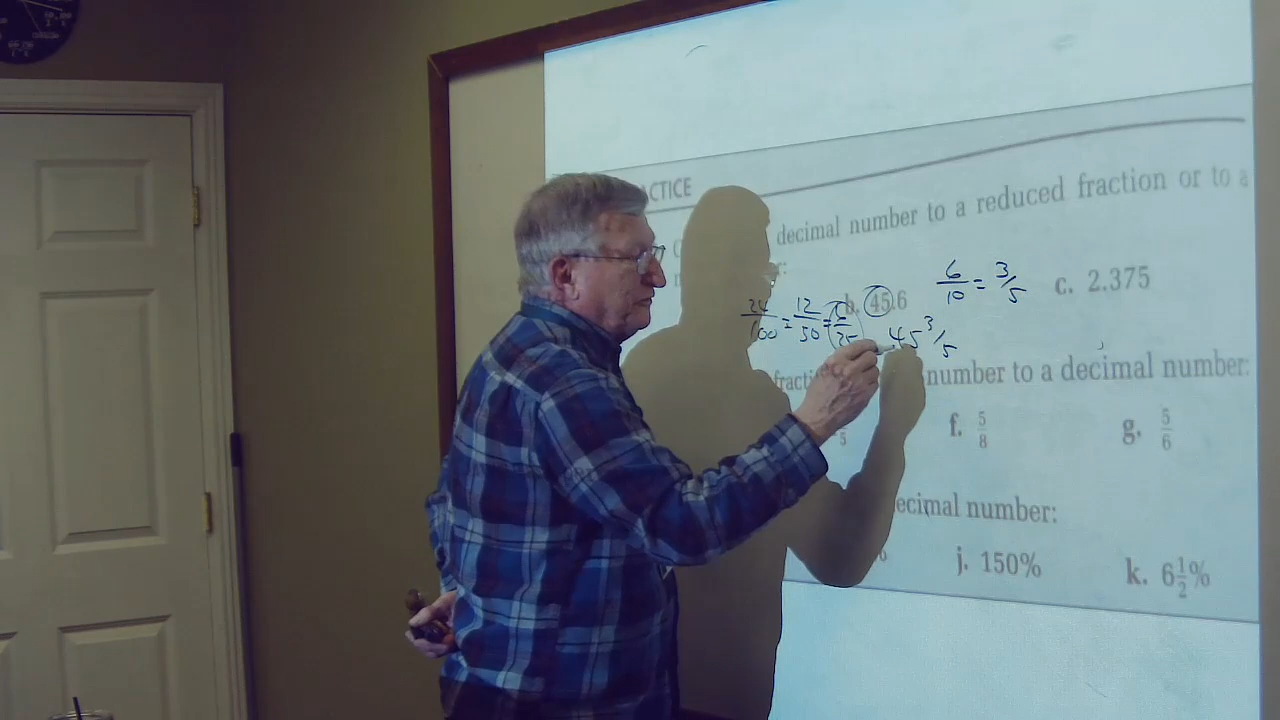 ACTICE
decimal number to a reduced fraction or to a
24/100 = 12/50 = 6/25
b. 45.6
6/10 = 3/5
c. 2.375
45 3/5
number to a decimal number:
f. 5/8
g. 5/6
ecimal number:
j. 150%
k. 6 1/2%